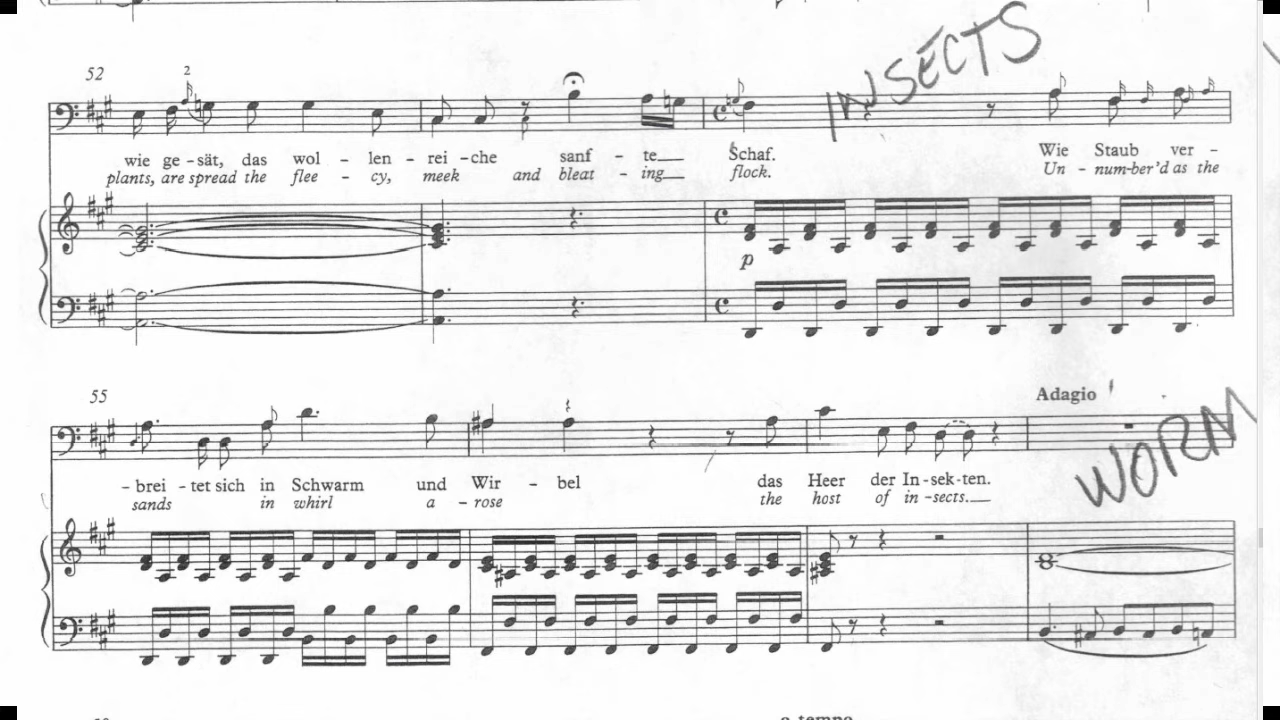 INSECTS
52
2
wie ge - sät, das wol - len - rei - che sanf - te Schaf. Wie Staub ver -
plants, are spread the flee - cy, meek and bleat - ing flock. Un - num-ber'd as the
p
55
Adagio
WORM
- brei - tet sich in Schwarm und Wir - bel das Heer der In - sek - ten.
sands in whirl a - rose the host of in - sects.
a tempo